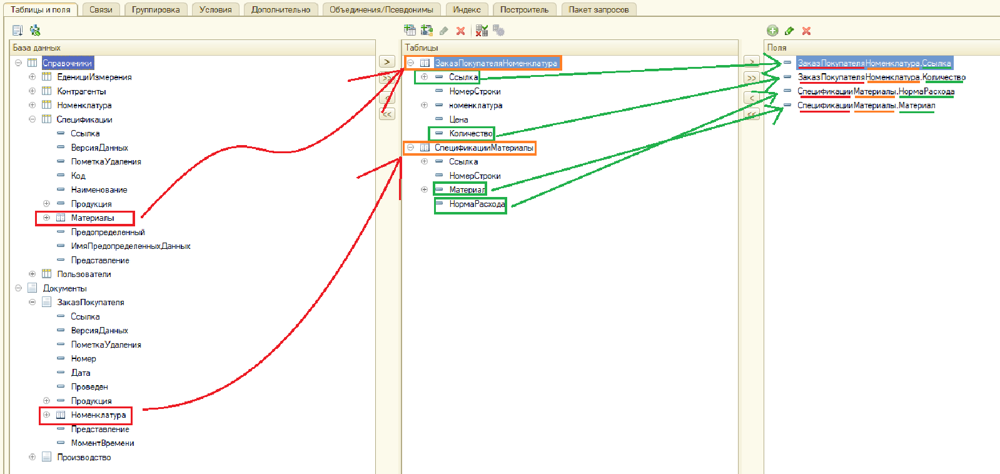 Таблицы и поля
Связи
Группировка
Условия
Дополнительно
Объединения/Псевдонимы
Индекс
Построитель
Пакет запросов
База данных
Справочники
ЕденициИзмерения
Контрагенты
Номенклатура
Спецификации
Ссылка
ВерсияДанных
ПометкаУдаления
Код
Наименование
Продукция
Материалы
Предопределенный
ИмяПредопределенныхДанных
Представление
Пользователи
Документы
ЗаказПокупателя
Ссылка
ВерсияДанных
ПометкаУдаления
Номер
Дата
Проведен
Продукция
Номенклатура
Представление
МоментВремени
Производство
>
>>
<
<<
Таблицы
ЗаказПокупателяНоменклатура
Ссылка
НомерСтроки
номенклатура
Цена
Количество
СпецификацииМатериалы
Ссылка
НомерСтроки
Материал
НормаРасхода
>
>>
<
<<
Поля
ЗаказПокупателяНоменклатура.Ссылка
ЗаказПокупателяНоменклатура.Количество
СпецификацииМатериалы.НормаРасхода
СпецификацииМатериалы.Материал